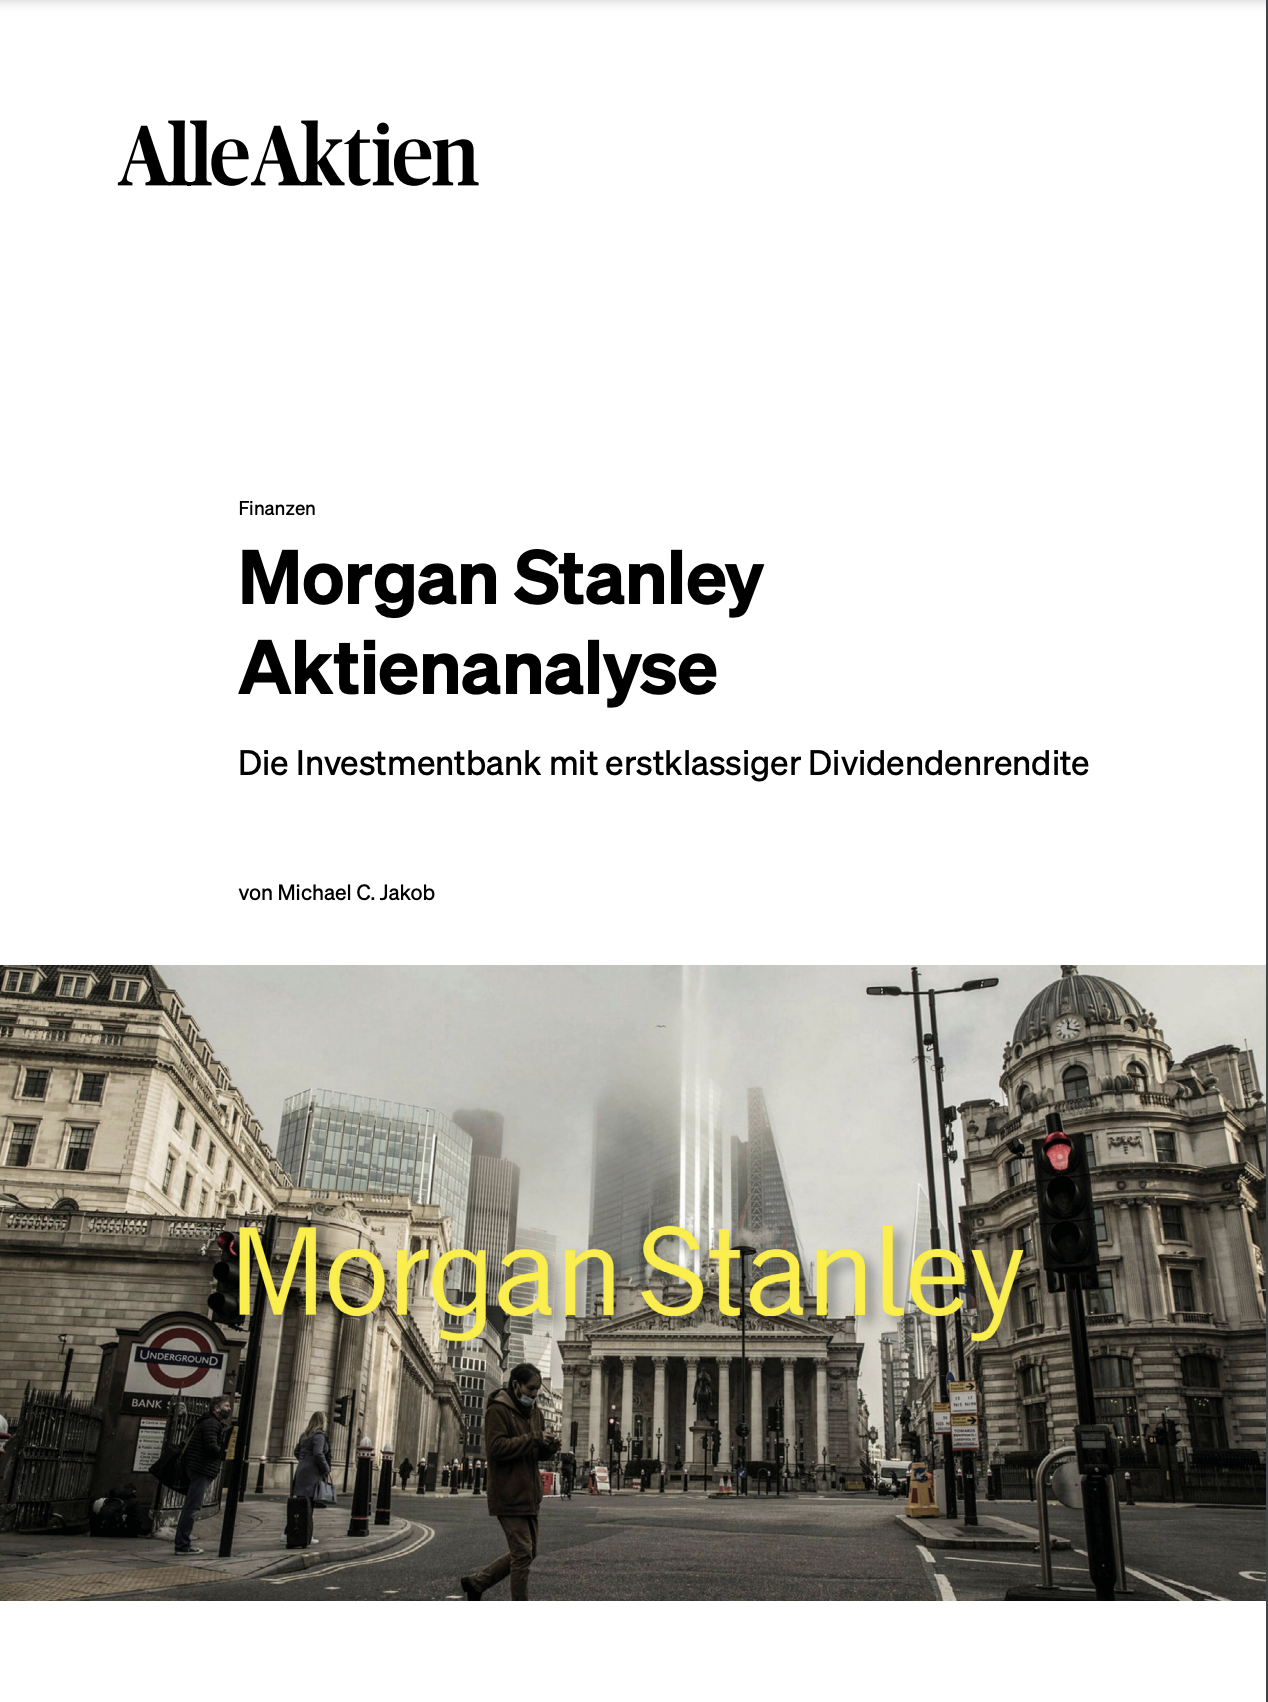 AlleAktien
Finanzen
Morgan Stanley
Aktienanalyse
Die Investmentbank mit erstklassiger Dividendenrendite
von Michael C. Jakob
Morgan Stanley
UNDERGROUND
BANK